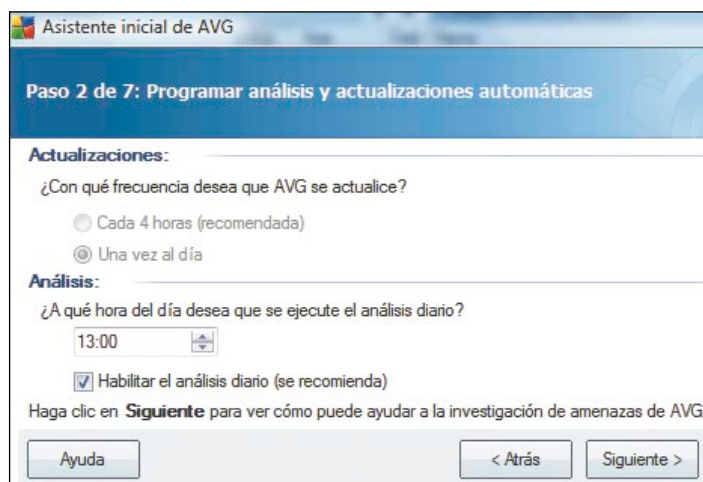 Asistente inicial de AVG
Paso 2 de 7: Programar análisis y actualizaciones automáticas
Actualizaciones:
¿Con qué frecuencia desea que AVG se actualice?
Cada 4 horas (recomendada)
Una vez al día
Análisis:
¿A qué hora del día desea que se ejecute el análisis diario?
13:00
Habilitar el análisis diario (se recomienda)
Haga clic en Siguiente para ver cómo puede ayudar a la investigación de amenazas de AVG
Ayuda
< Atrás
Siguiente >